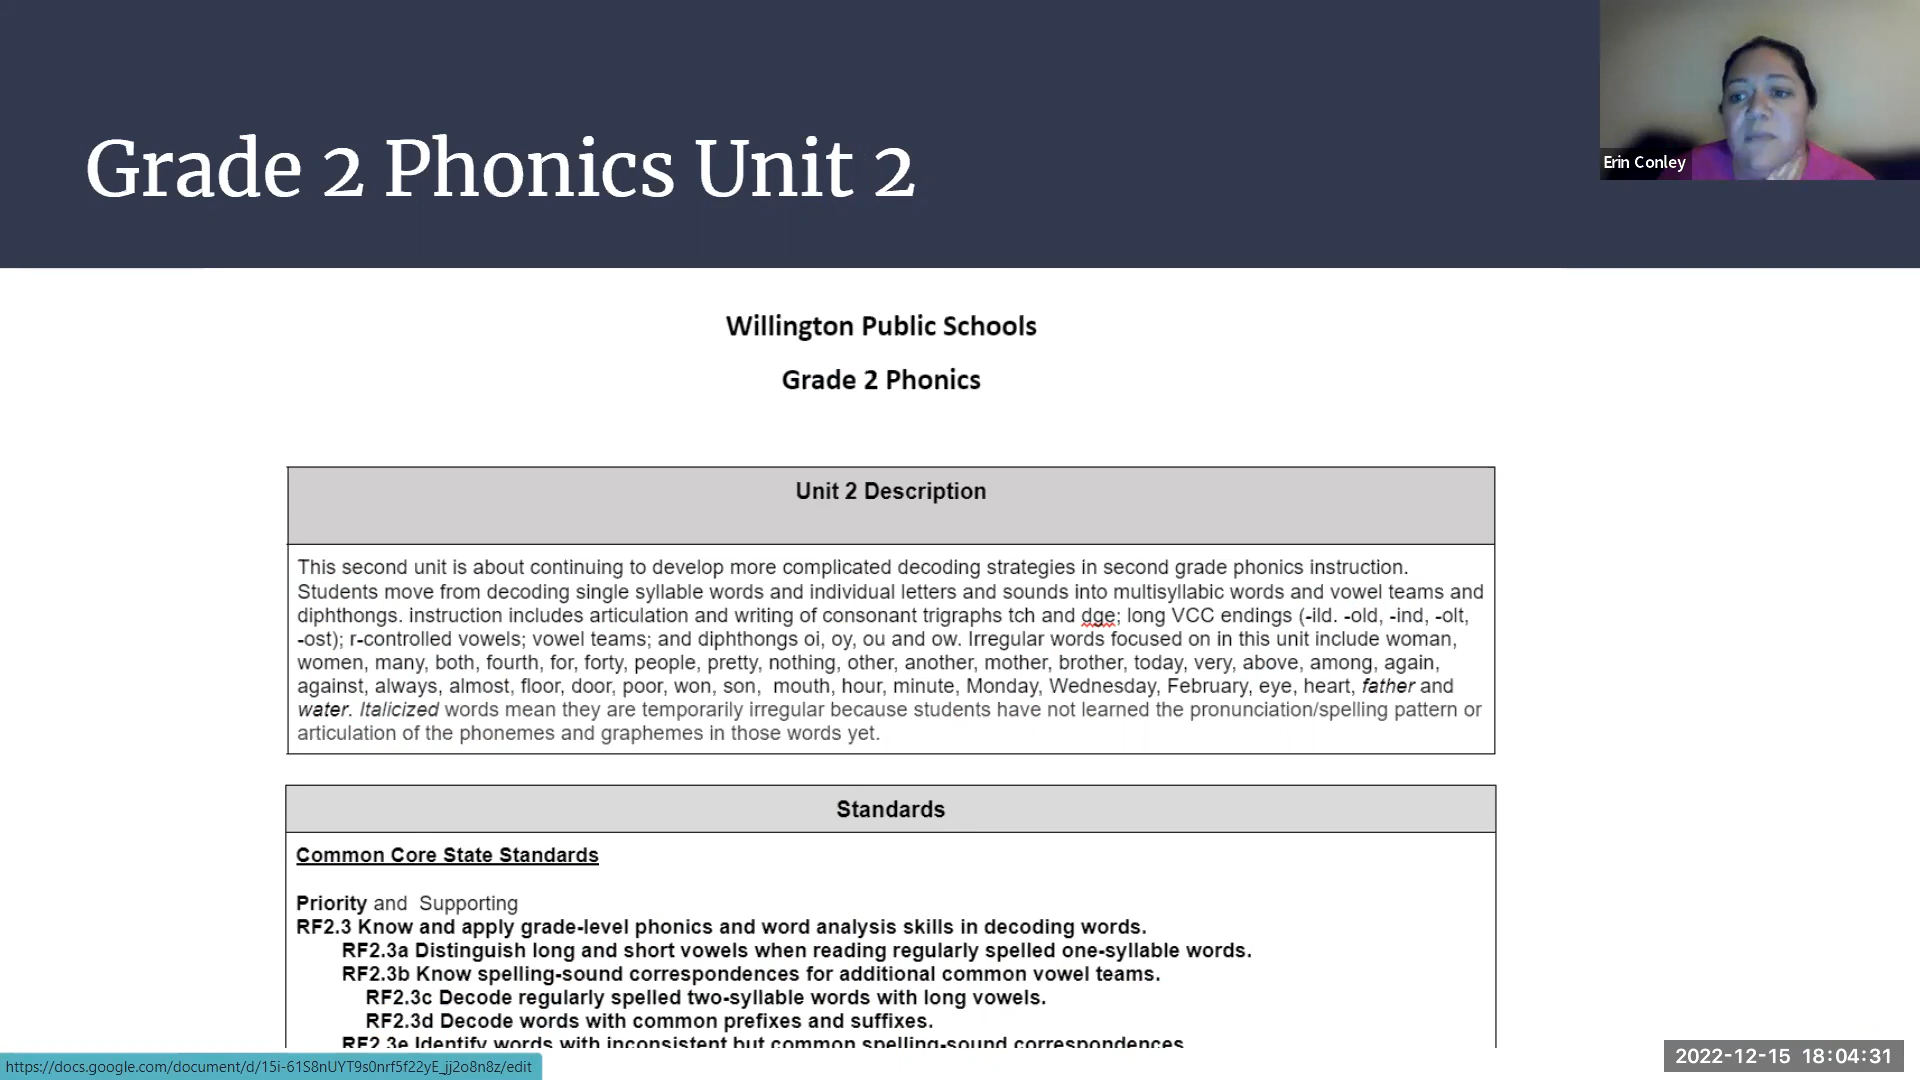 Grade 2 Phonics Unit 2
Erin Conley
Willington Public Schools
Grade 2 Phonics
Unit 2 Description
This second unit is about continuing to develop more complicated decoding strategies in second grade phonics instruction.
Students move from decoding single syllable words and individual letters and sounds into multisyllabic words and vowel teams and
diphthongs. instruction includes articulation and writing of consonant trigraphs tch and dge; long VCC endings (-ild. -old, -ind, -olt,
-ost); r-controlled vowels; vowel teams; and diphthongs oi, oy, ou and ow. Irregular words focused on in this unit include woman,
women, many, both, fourth, for, forty, people, pretty, nothing, other, another, mother, brother, today, very, above, among, again,
against, always, almost, floor, door, poor, won, son, mouth, hour, minute, Monday, Wednesday, February, eye, heart, father and
water. Italicized words mean they are temporarily irregular because students have not learned the pronunciation/spelling pattern or
articulation of the phonemes and graphemes in those words yet.
Standards
Common Core State Standards
Priority and Supporting
RF2.3 Know and apply grade-level phonics and word analysis skills in decoding words.
RF2.3a Distinguish long and short vowels when reading regularly spelled one-syllable words.
RF2.3b Know spelling-sound correspondences for additional common vowel teams.
RF2.3c Decode regularly spelled two-syllable words with long vowels.
RF2.3d Decode words with common prefixes and suffixes.
RF2.3e Identify words with inconsistent but common spelling-sound correspondences
https://docs.google.com/document/d/15i-61S8nUYT9s0nrf5f22yE_jj2o8n8z/edit
2022-12-15 18:04:31